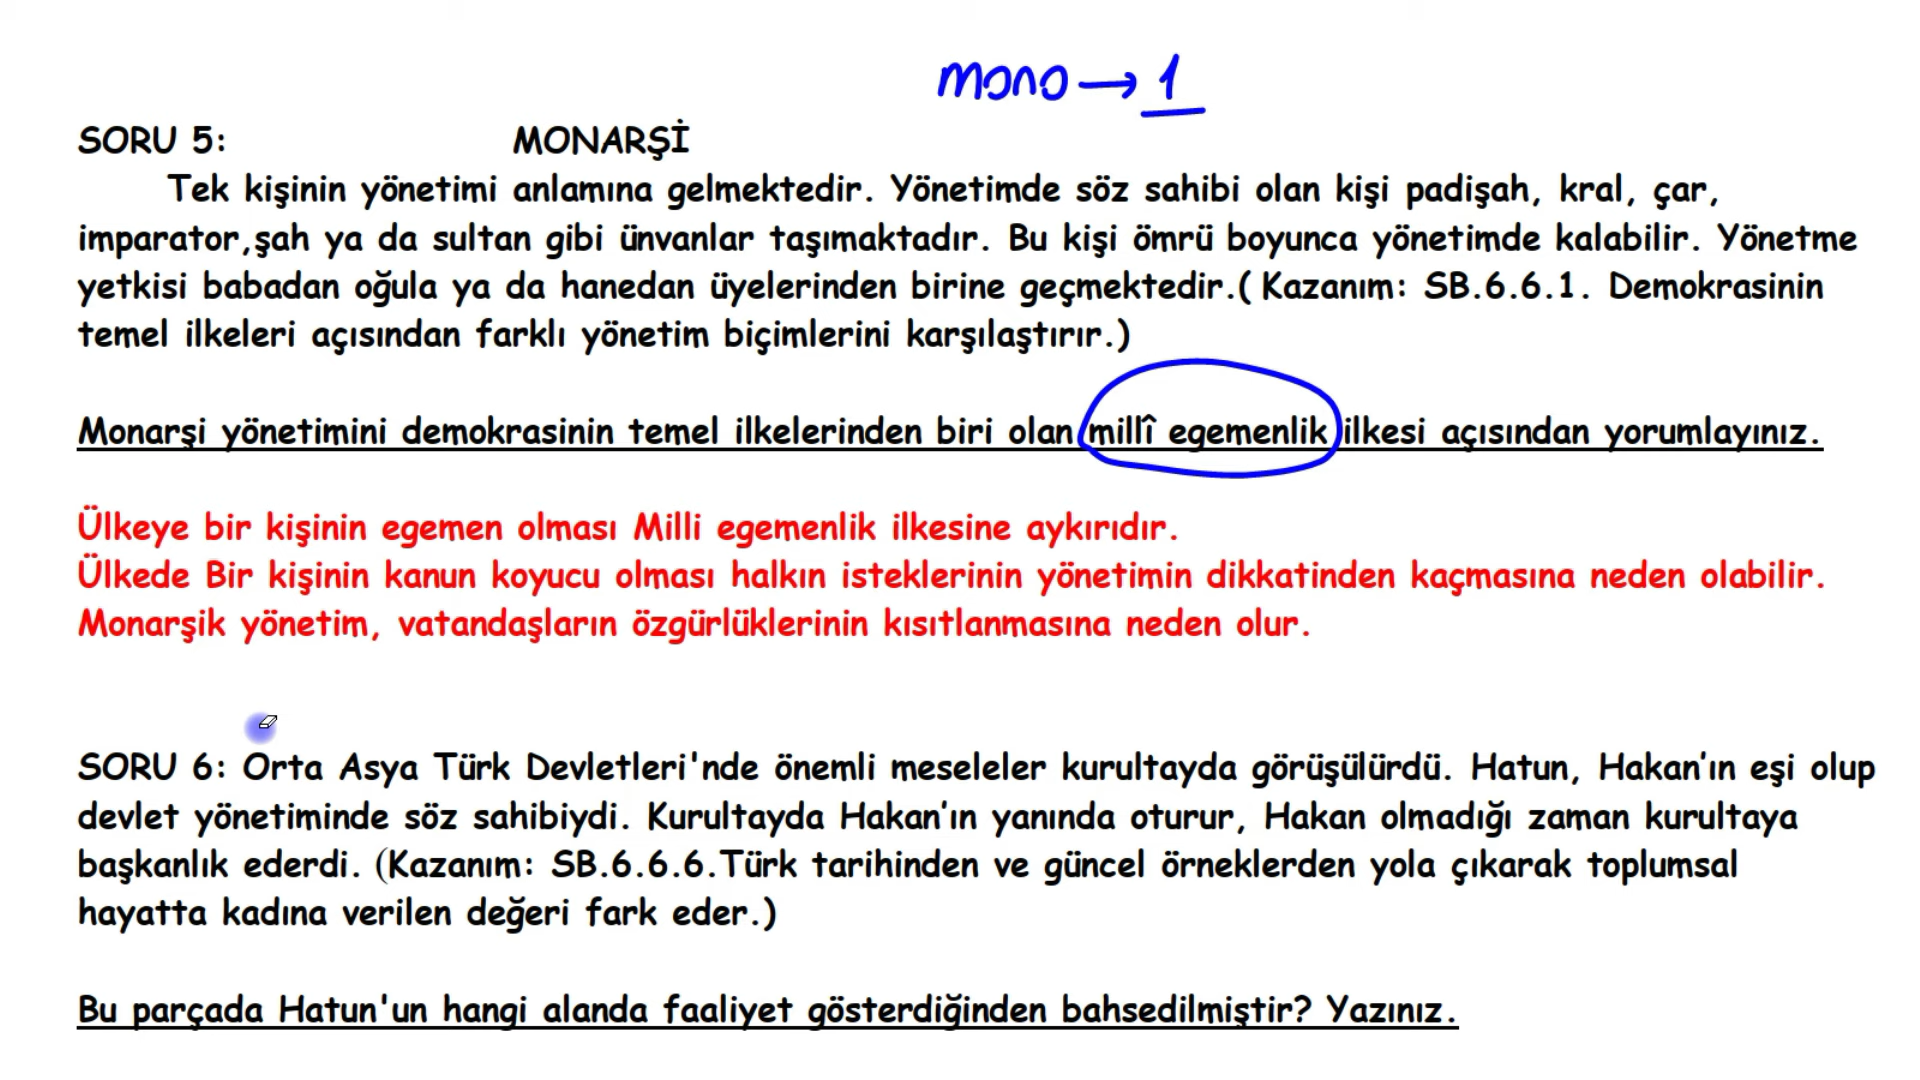 mono → 1
SORU 5: MONARŞİ
Tek kişinin yönetimi anlamına gelmektedir. Yönetimde söz sahibi olan kişi padişah, kral, çar,
imparator,şah ya da sultan gibi ünvanlar taşımaktadır. Bu kişi ömrü boyunca yönetimde kalabilir. Yönetme
yetkisi babadan oğula ya da hanedan üyelerinden birine geçmektedir.( Kazanım: SB.6.6.1. Demokrasinin
temel ilkeleri açısından farklı yönetim biçimlerini karşılaştırır.)
Monarşi yönetimini demokrasinin temel ilkelerinden biri olan millî egemenlik ilkesi açısından yorumlayınız.
Ülkeye bir kişinin egemen olması Milli egemenlik ilkesine aykırıdır.
Ülkede Bir kişinin kanun koyucu olması halkın isteklerinin yönetimin dikkatinden kaçmasına neden olabilir.
Monarşik yönetim, vatandaşların özgürlüklerinin kısıtlanmasına neden olur.
SORU 6: Orta Asya Türk Devletleri'nde önemli meseleler kurultayda görüşülürdü. Hatun, Hakan’ın eşi olup
devlet yönetiminde söz sahibiydi. Kurultayda Hakan’ın yanında oturur, Hakan olmadığı zaman kurultaya
başkanlık ederdi. (Kazanım: SB.6.6.6.Türk tarihinden ve güncel örneklerden yola çıkarak toplumsal
hayatta kadına verilen değeri fark eder.)
Bu parçada Hatun'un hangi alanda faaliyet gösterdiğinden bahsedilmiştir? Yazınız.